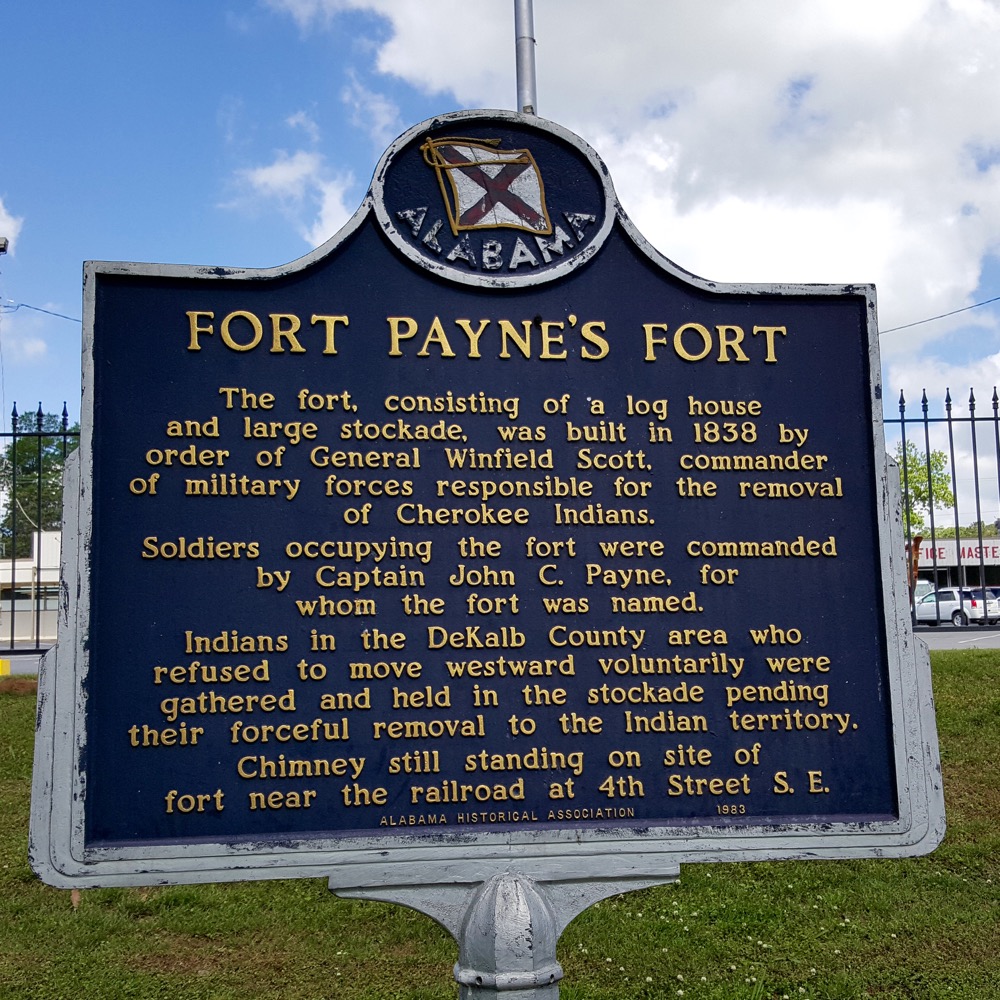 ALABAMA
FORT PAYNE'S FORT
The fort, consisting of a log house
and large stockade, was built in 1838 by
order of General Winfield Scott, commander
of military forces responsible for the removal
of Cherokee Indians.
Soldiers occupying the fort were commanded
by Captain John C. Payne, for
whom the fort was named.
Indians in the DeKalb County area who
refused to move westward voluntarily were
gathered and held in the stockade pending
their forceful removal to the Indian territory.
Chimney still standing on site of
fort near the railroad at 4th Street S. E.
ALABAMA HISTORICAL ASSOCIATION 1983